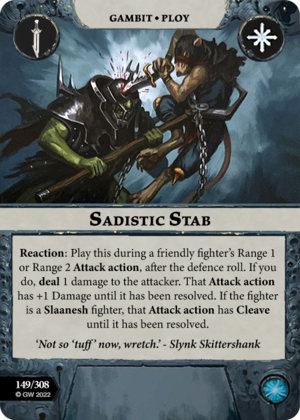 GAMBIT • PLOY
SADISTIC STAB
Reaction: Play this during a friendly fighter's Range 1
or Range 2 Attack action, after the defence roll. If you
do, deal 1 damage to the attacker. That Attack action
has +1 Damage until it has been resolved. If the fighter
is a Slaanesh fighter, that Attack action has Cleave
until it has been resolved.
'Not so 'tuff' now, wretch.' - Slynk Skittershank
149/308
© GW 2022